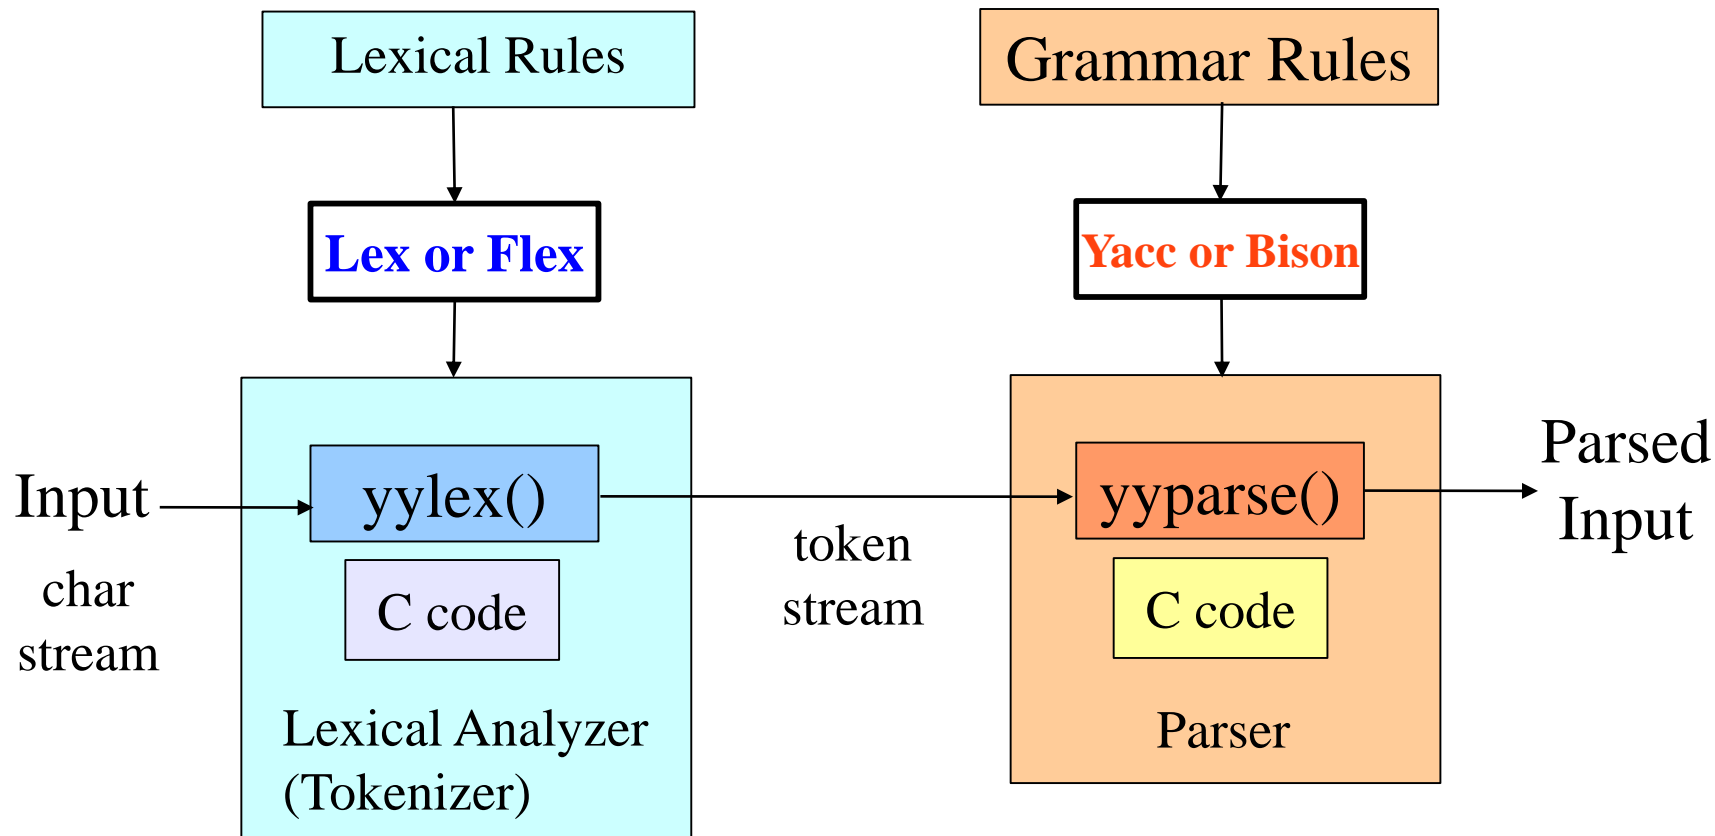 Lexical Rules
Grammar Rules
Lex or Flex
Yacc or Bison
Input
char
stream
yylex()
C code
Lexical Analyzer
(Tokenizer)
token
stream
yyparse()
C code
Parser
Parsed
Input